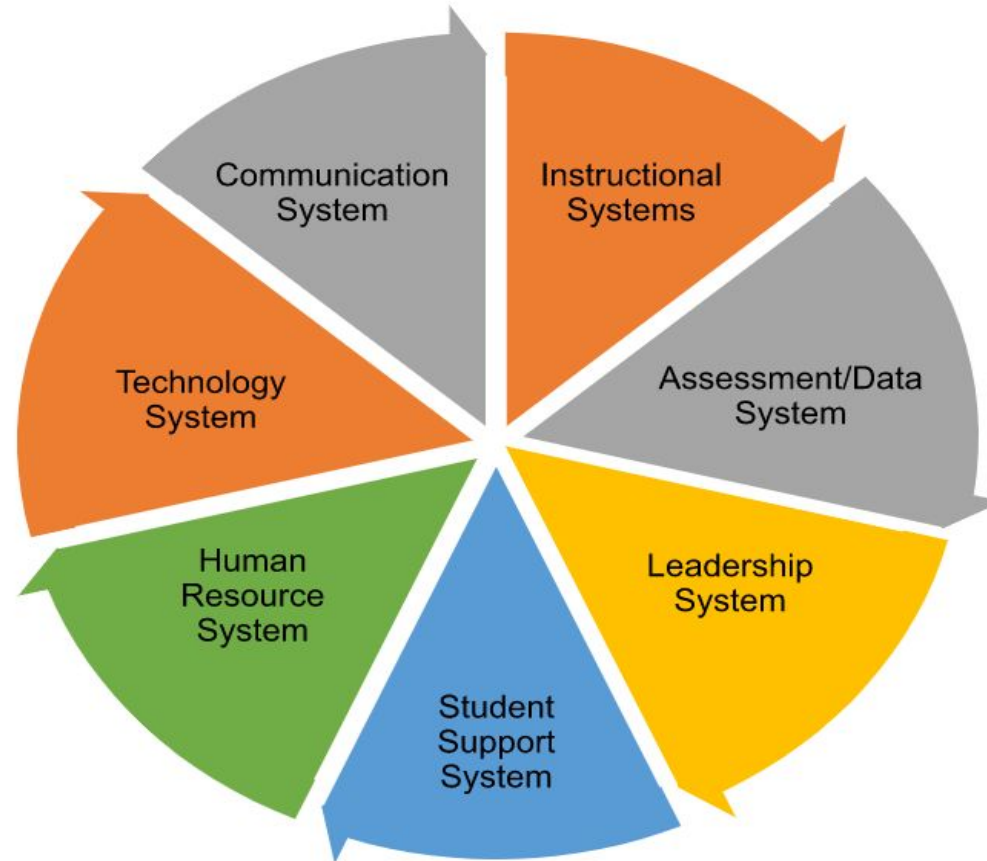 Communication
System
Instructional
Systems
Assessment/Data
System
Leadership
System
Student
Support
System
Human
Resource
System
Technology
System